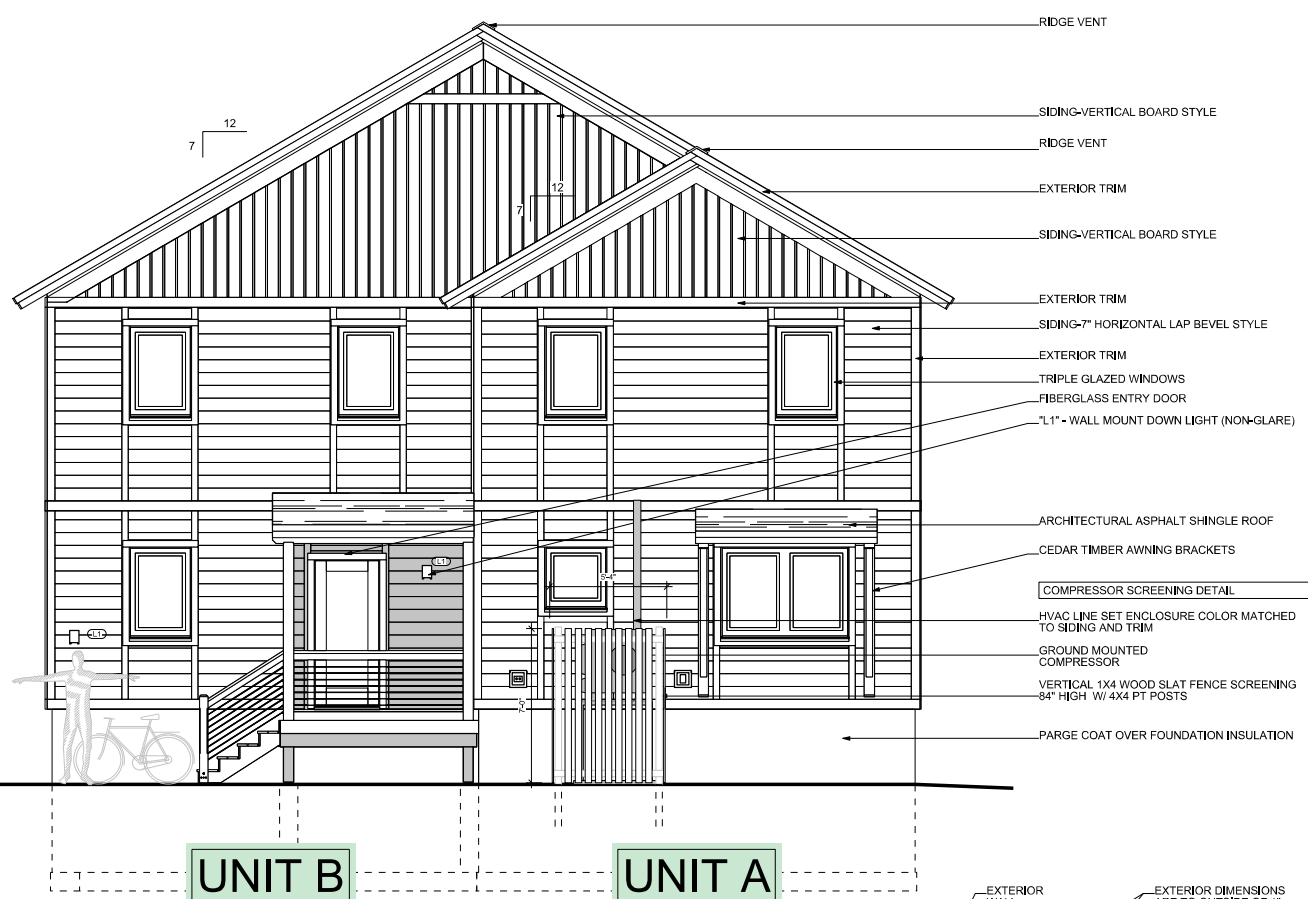 RIDGE VENT
12
7
SIDING-VERTICAL BOARD STYLE
RIDGE VENT
12
7
EXTERIOR TRIM
SIDING-VERTICAL BOARD STYLE
EXTERIOR TRIM
SIDING-7" HORIZONTAL LAP BEVEL STYLE
EXTERIOR TRIM
TRIPLE GLAZED WINDOWS
FIBERGLASS ENTRY DOOR
"L1" - WALL MOUNT DOWN LIGHT (NON-GLARE)
ARCHITECTURAL ASPHALT SHINGLE ROOF
CEDAR TIMBER AWNING BRACKETS
L1
5'-4"
COMPRESSOR SCREENING DETAIL
HVAC LINE SET ENCLOSURE COLOR MATCHED
TO SIDING AND TRIM
L1
GROUND MOUNTED
COMPRESSOR
VERTICAL 1X4 WOOD SLAT FENCE SCREENING
84" HIGH W/ 4X4 PT POSTS
7'-0"
PARGE COAT OVER FOUNDATION INSULATION
UNIT B
UNIT A
EXTERIOR
EXTERIOR DIMENSIONS